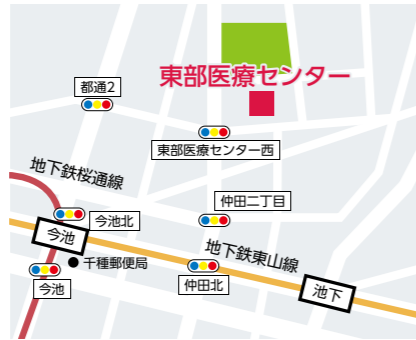 東部医療センター
都通2
東部医療センター西
地下鉄桜通線
仲田二丁目
今池北
今池
地下鉄東山線
千種郵便局
今池
仲田北
池下